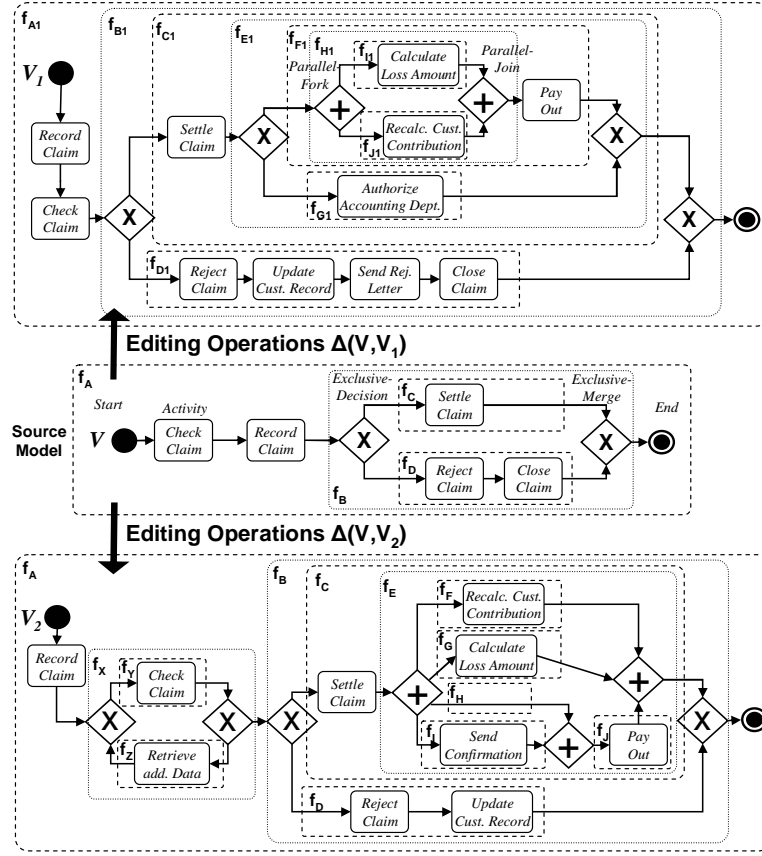 fA1
fB1
fC1
fE1
fF1
fH1
fI1
Calculate
Loss Amount
Parallel-
Join
V1
Parallel-
Fork
+
+
Pay
Out
Record
Claim
Settle
Claim
X
fJ1
Recalc. Cust.
Contribution
X
Check
Claim
X
fG1
Authorize
Accounting Dept.
X
fD1
Reject
Claim
Update
Cust. Record
Send Rej.
Letter
Close
Claim
Editing Operations Δ(V,V1)
fA
Start
Activity
Exclusive-
Decision
fC
Settle
Claim
Exclusive-
Merge
End
Source
Model
V
Check
Claim
Record
Claim
X
X
fB
fD
Reject
Claim
Close
Claim
Editing Operations Δ(V,V2)
fA
fB
fC
fE
fF
Recalc. Cust.
Contribution
V2
Record
Claim
fX
fY
Check
Claim
fG
Calculate
Loss Amount
Settle
Claim
+
+
X
X
X
X
fH
fZ
Retrieve
add. Data
fI
Send
Confirmation
+
fJ
Pay
Out
fD
Reject
Claim
Update
Cust. Record